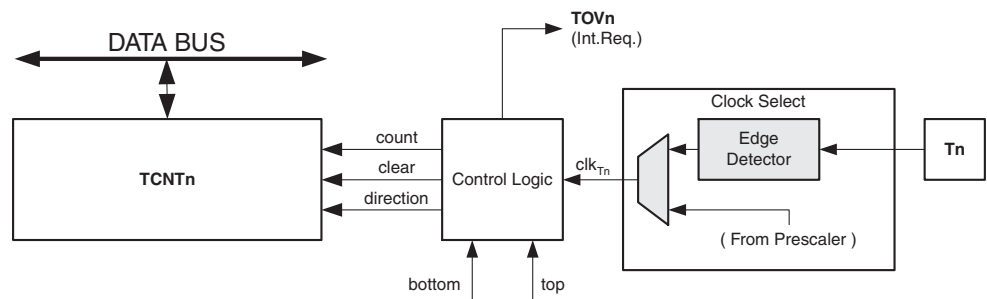 TOVn
(Int.Req.)
DATA BUS
Clock Select
count
Edge
Detector
Tn
TCNTn
clear
Control Logic
clkTn
direction
( From Prescaler )
bottom
top